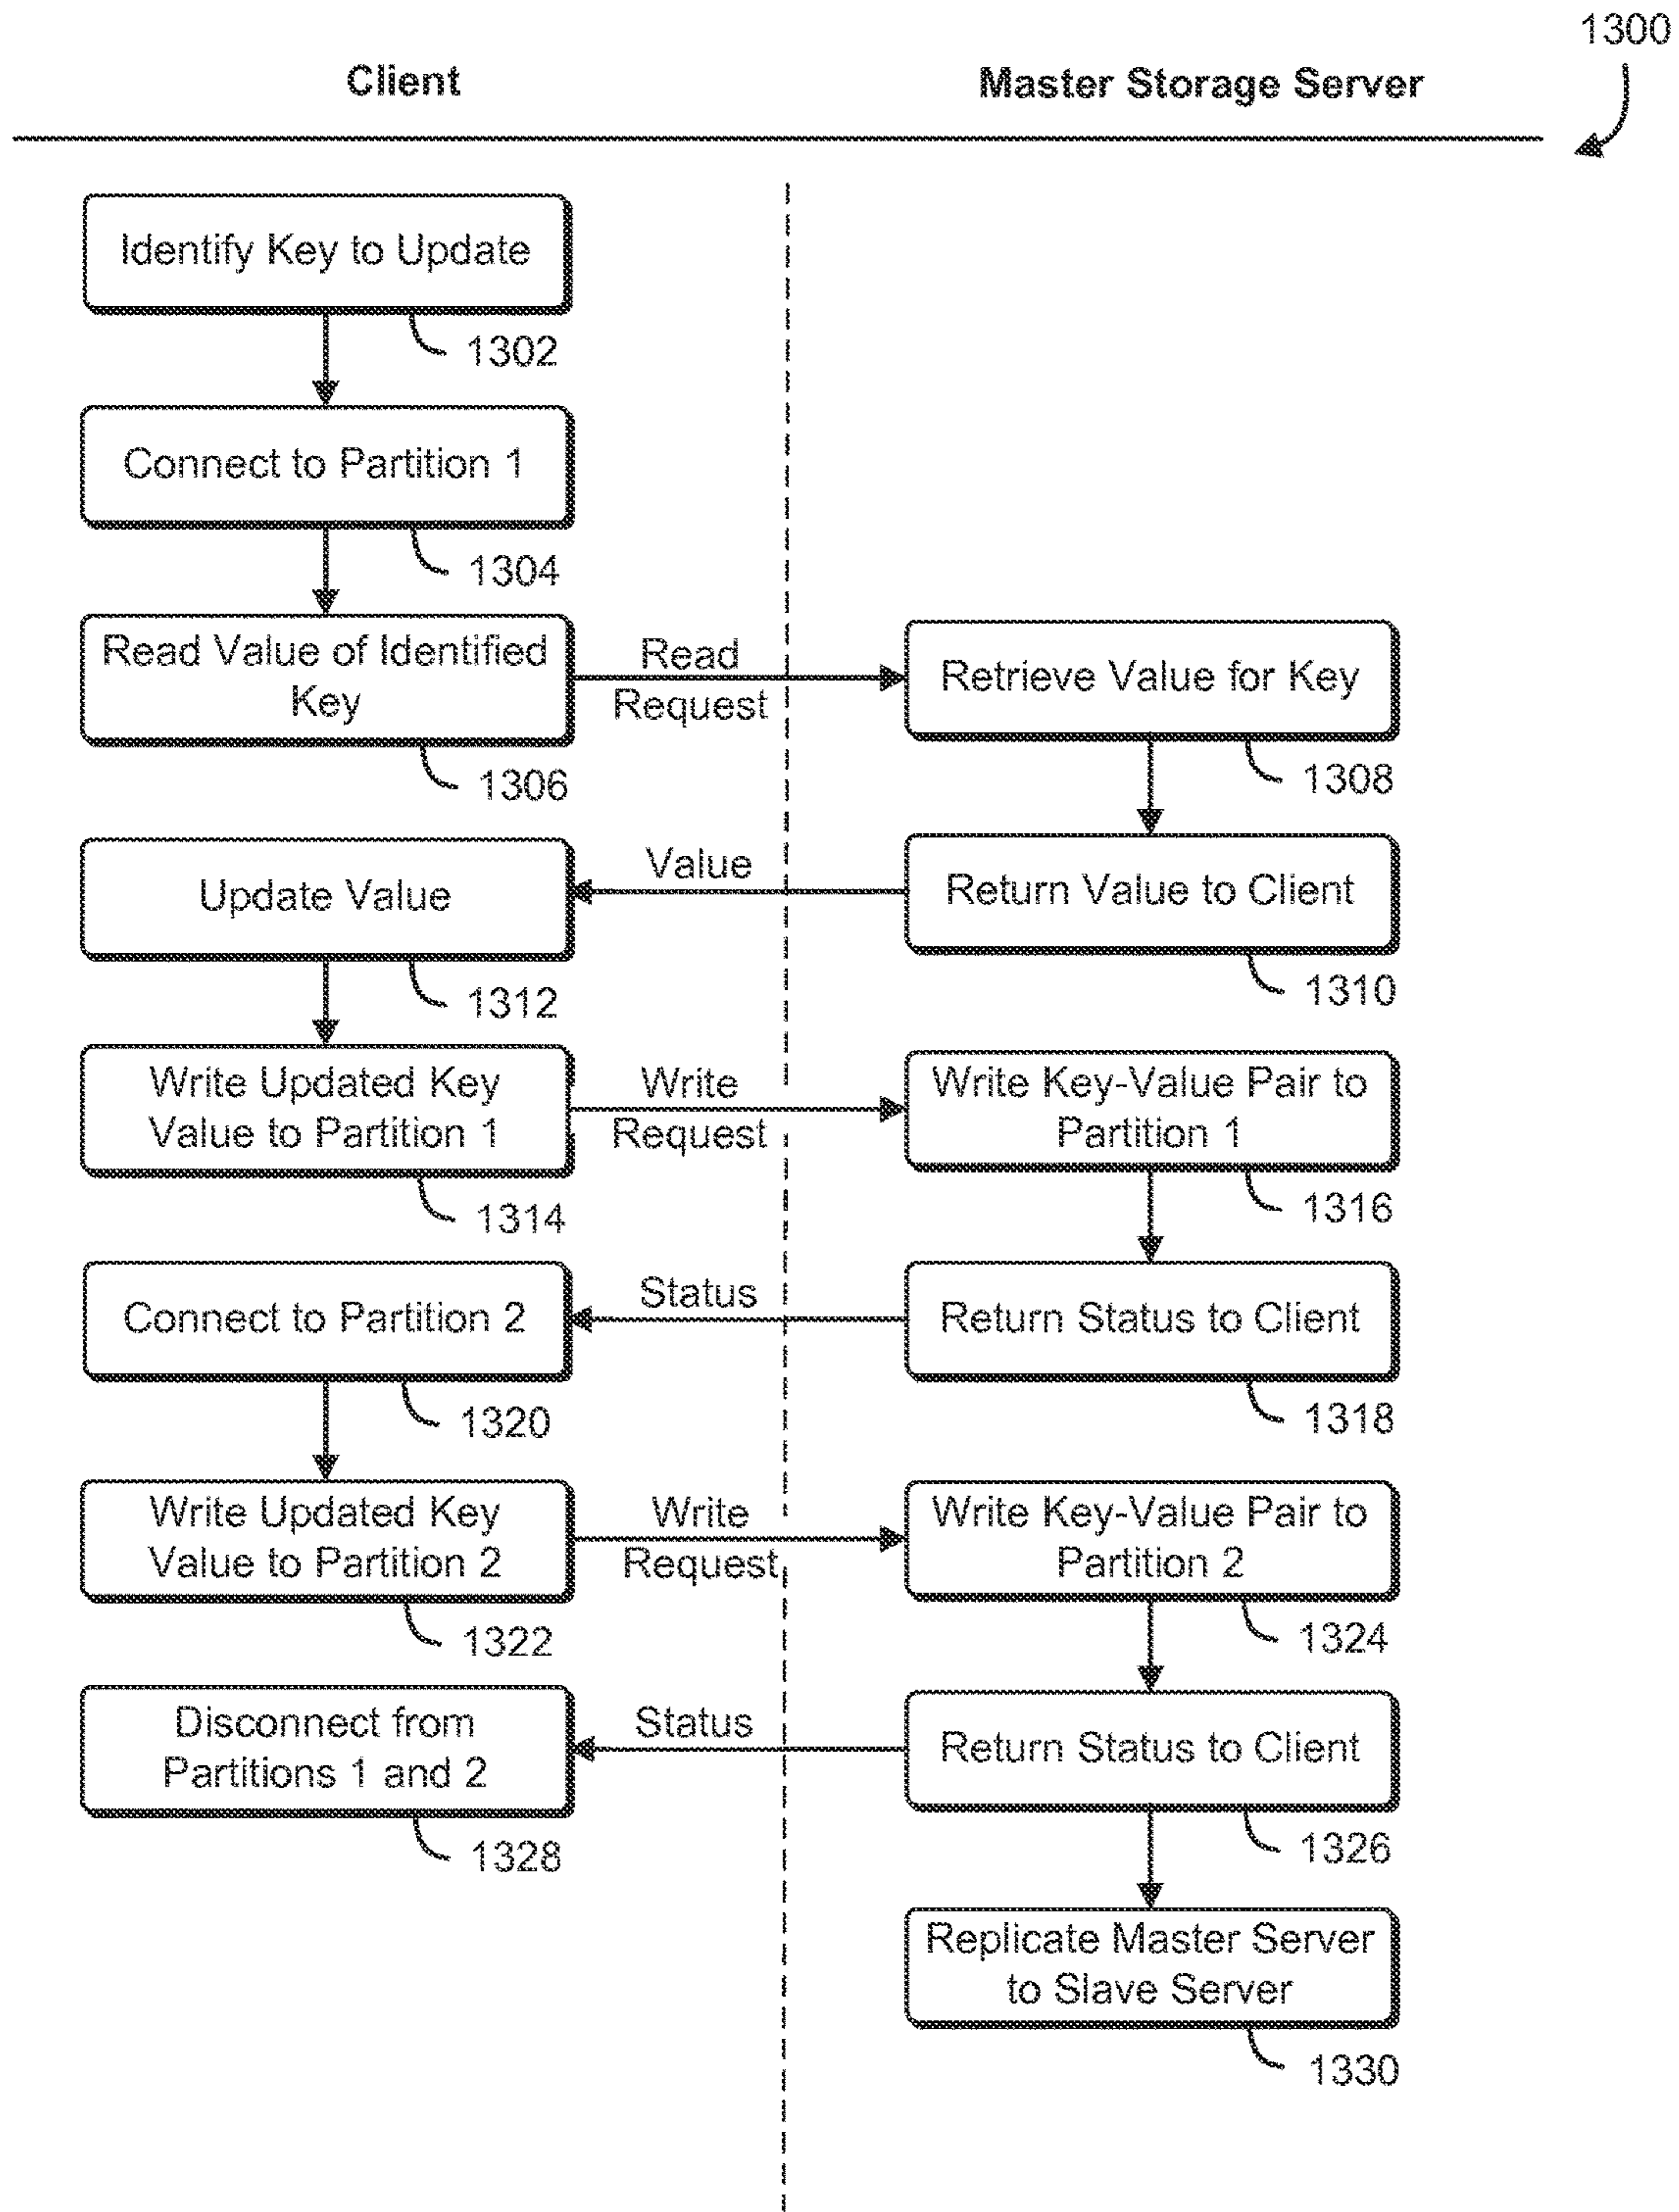 1300
Client
Master Storage Server
Identify Key to Update
1302
Connect to Partition 1
1304
Read Value of Identified
Key
1306
Read
Request
Retrieve Value for Key
1308
Update Value
1312
Value
Return Value to Client
1310
Write Updated Key
Value to Partition 1
1314
Write
Request
Write Key-Value Pair to
Partition 1
1316
Connect to Partition 2
1320
Status
Return Status to Client
1318
Write Updated Key
Value to Partition 2
1322
Write
Request
Write Key-Value Pair to
Partition 2
1324
Disconnect from
Partitions 1 and 2
1328
Status
Return Status to Client
1326
Replicate Master Server
to Slave Server
1330